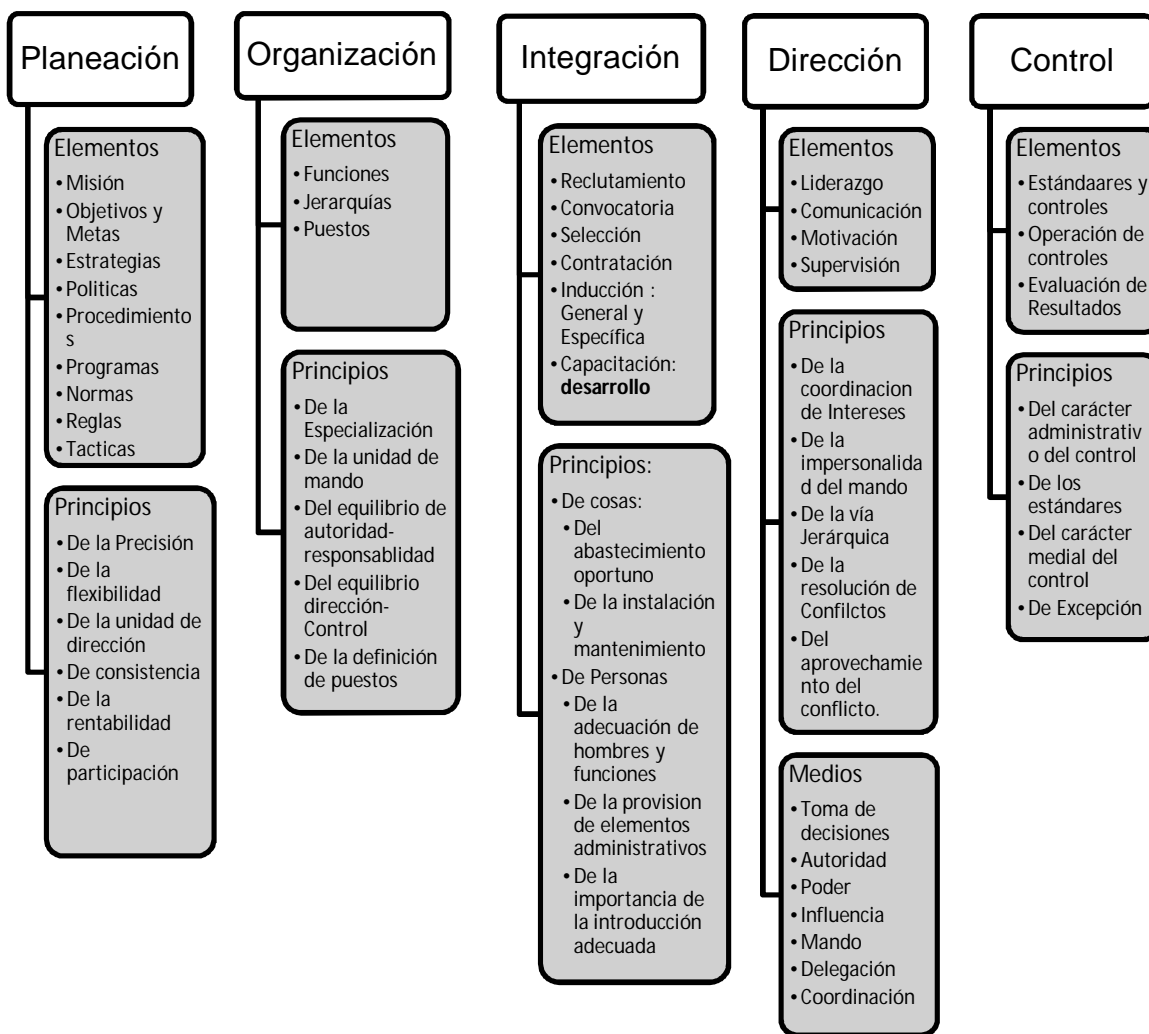 Planeación
Elementos
• Misión
• Objetivos y
Metas
• Estrategias
• Politicas
• Procedimiento
s
• Programas
• Normas
• Reglas
• Tacticas
Principios
• De la Precisión
• De la
flexibilidad
• De la unidad de
dirección
• De consistencia
• De la
rentabilidad
• De
participación
Organización
Elementos
• Funciones
• Jerarquías
• Puestos
Principios
• De la
Especialización
• De la unidad de
mando
• Del equilibrio de
autoridad-
responsablidad
• Del equilibrio
dirección-
Control
• De la definición
de puestos
Integración
Elementos
• Reclutamiento
• Convocatoria
• Selección
• Contratación
• Inducción :
General y
Específica
• Capacitación:
desarrollo
Principios:
• De cosas:
• Del
abastecimiento
oportuno
• De la instalación
y
mantenimiento
• De Personas
• De la
adecuación de
hombres y
funciones
• De la provision
de elementos
administrativos
• De la
importancia de
la introducción
adecuada
Dirección
Elementos
• Liderazgo
• Comunicación
• Motivación
• Supervisión
Principios
• De la
coordinacion
de Intereses
• De la
impersonalida
d del mando
• De la vía
Jerárquica
• De la
resolución de
Confilctos
• Del
aprovechamie
nto del
conflicto.
Medios
• Toma de
decisiones
• Autoridad
• Poder
• Influencia
• Mando
• Delegación
• Coordinación
Control
Elementos
• Estándaares y
controles
• Operación de
controles
• Evaluación de
Resultados
Principios
• Del carácter
administrativ
o del control
• De los
estándares
• Del carácter
medial del
control
• De Excepción